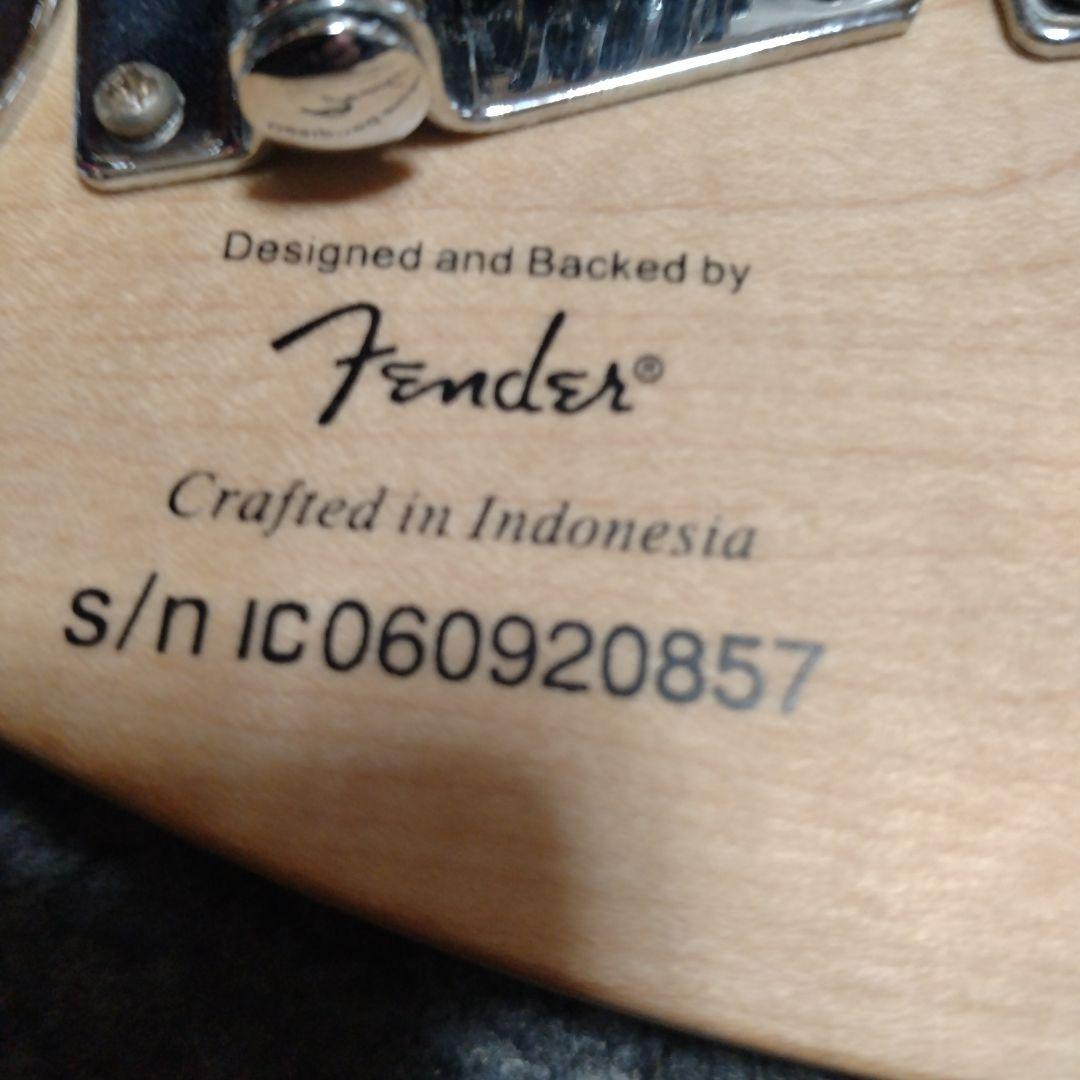 Designed and Backed by
Fender®
Crafted in Indonesia
s/n IC060920857